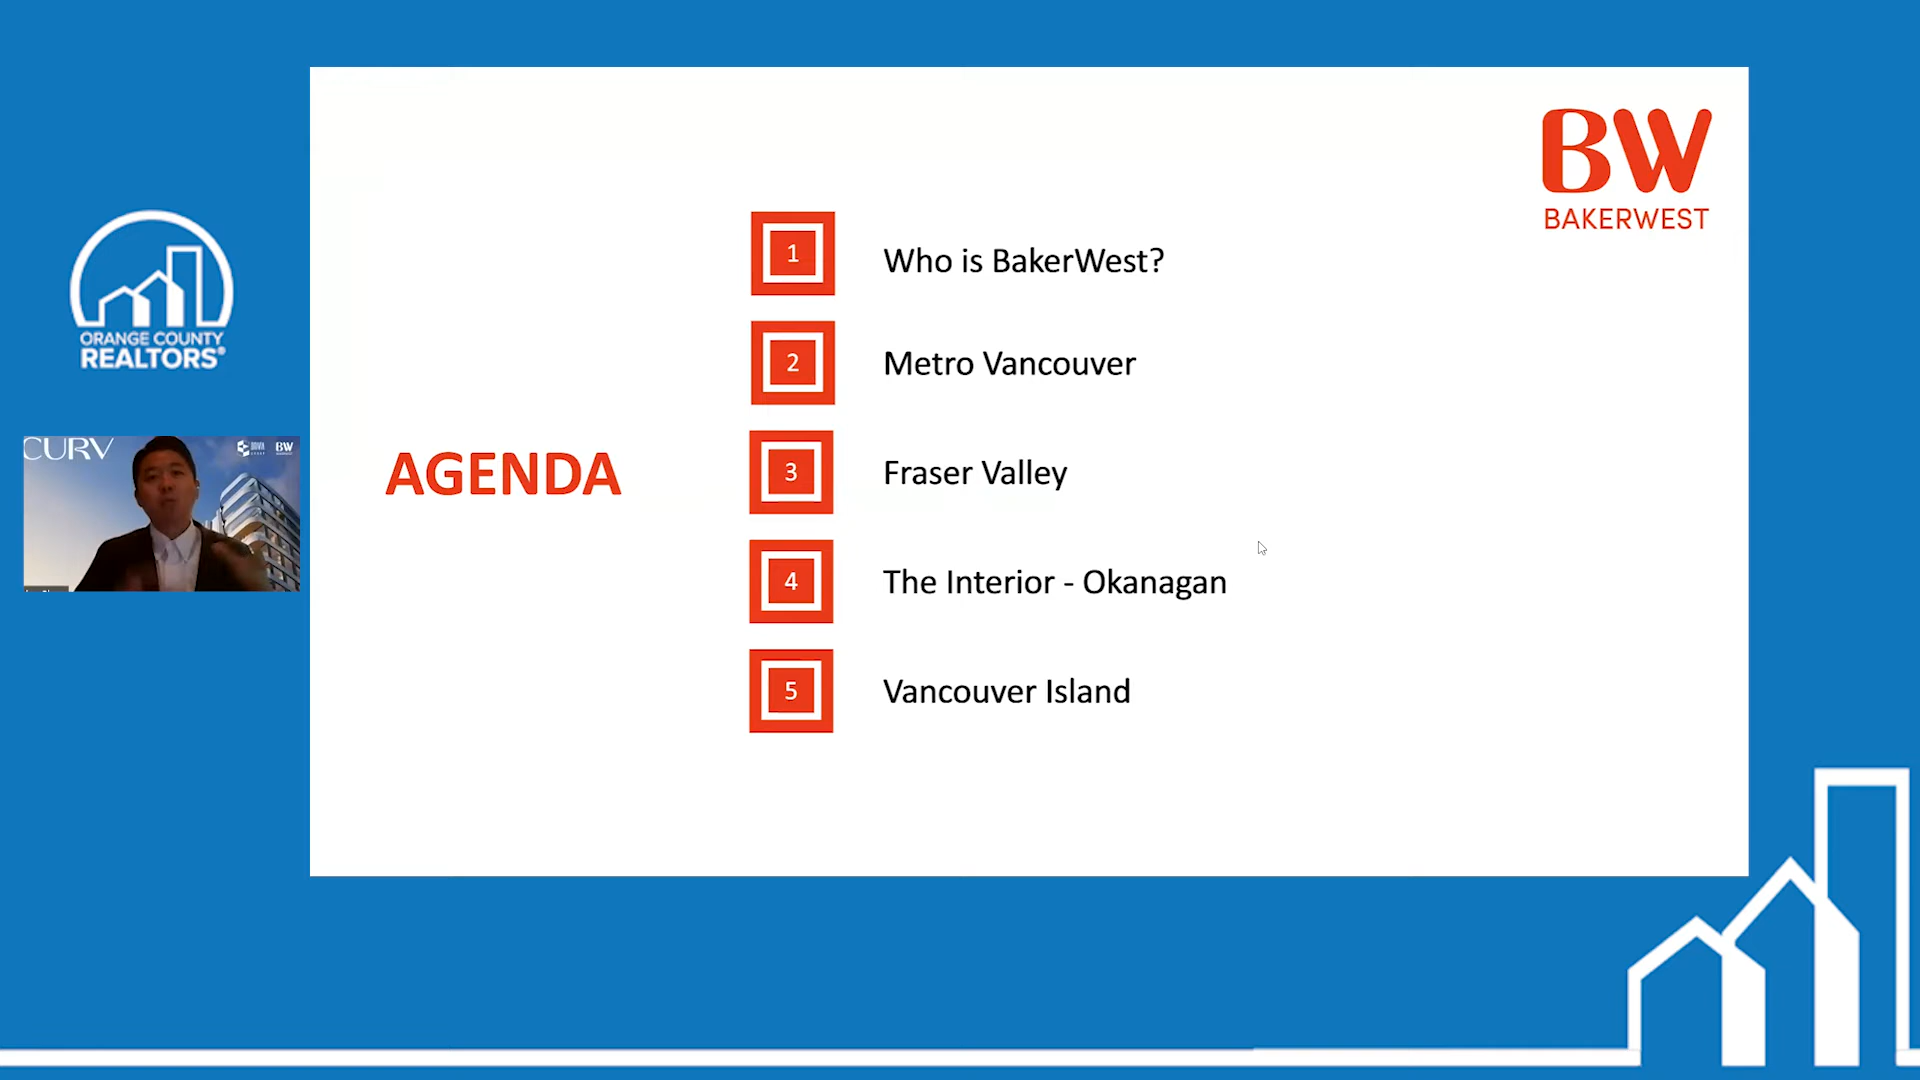 BW
BAKERWEST
1
Who is BakerWest?
2
Metro Vancouver
ORANGE COUNTY
REALTORS®
CURV
BW
AGENDA
3
Fraser Valley
4
The Interior - Okanagan
5
Vancouver Island